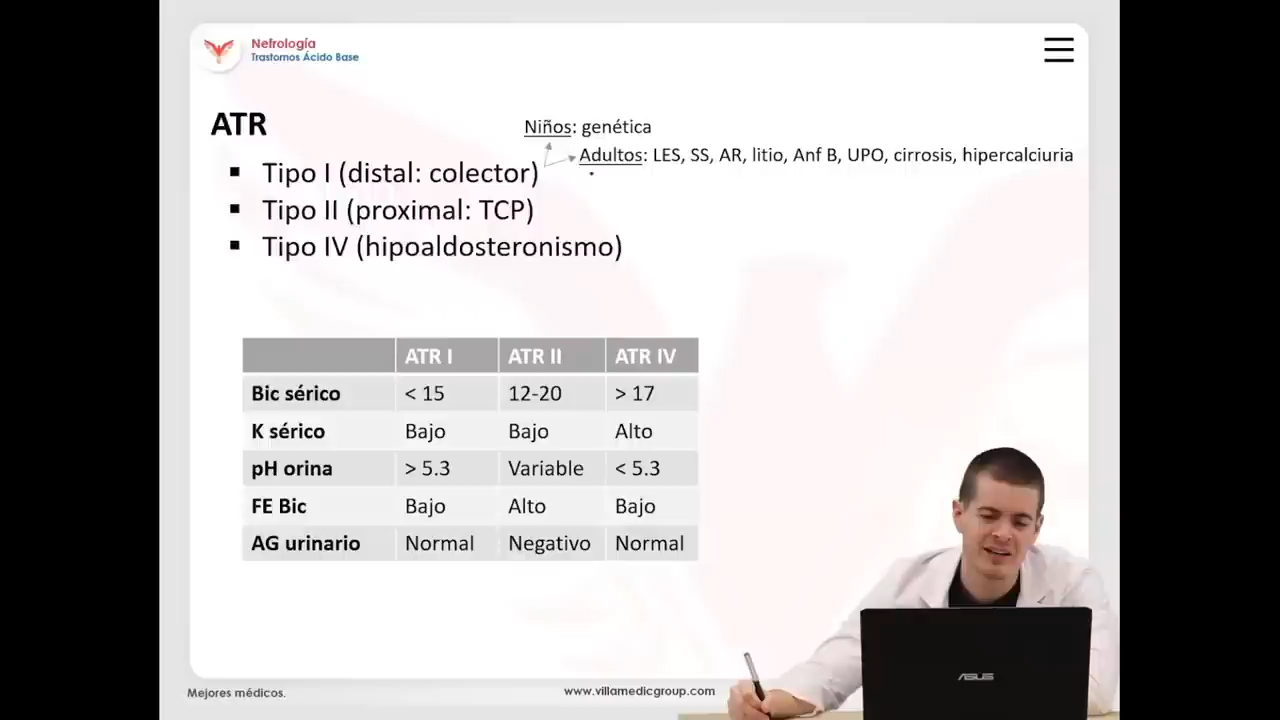 Nefrología
Trastornos Ácido Base
ATR
Niños: genética
Adultos: LES, SS, AR, litio, Anf B, UPO, cirrosis, hipercalciuria
▪ Tipo I (distal: colector)
▪ Tipo II (proximal: TCP)
▪ Tipo IV (hipoaldosteronismo)
ATR I ATR II ATR IV
Bic sérico < 15 12-20 > 17
K sérico Bajo Bajo Alto
pH orina > 5.3 Variable < 5.3
FE Bic Bajo Alto Bajo
AG urinario Normal Negativo Normal
ASUS
Mejores médicos.
www.villamedicgroup.com